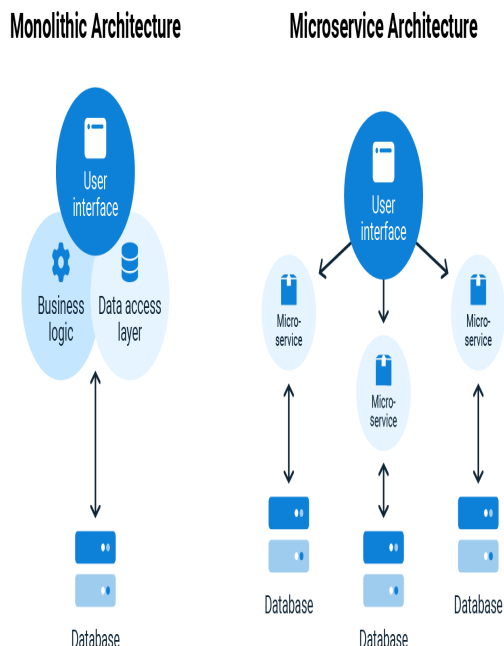 Monolithic Architecture
User
interface
Business
logic
Data access
layer
Database
Microservice Architecture
User
interface
Micro-
service
Micro-
service
Micro-
service
Database
Database
Database